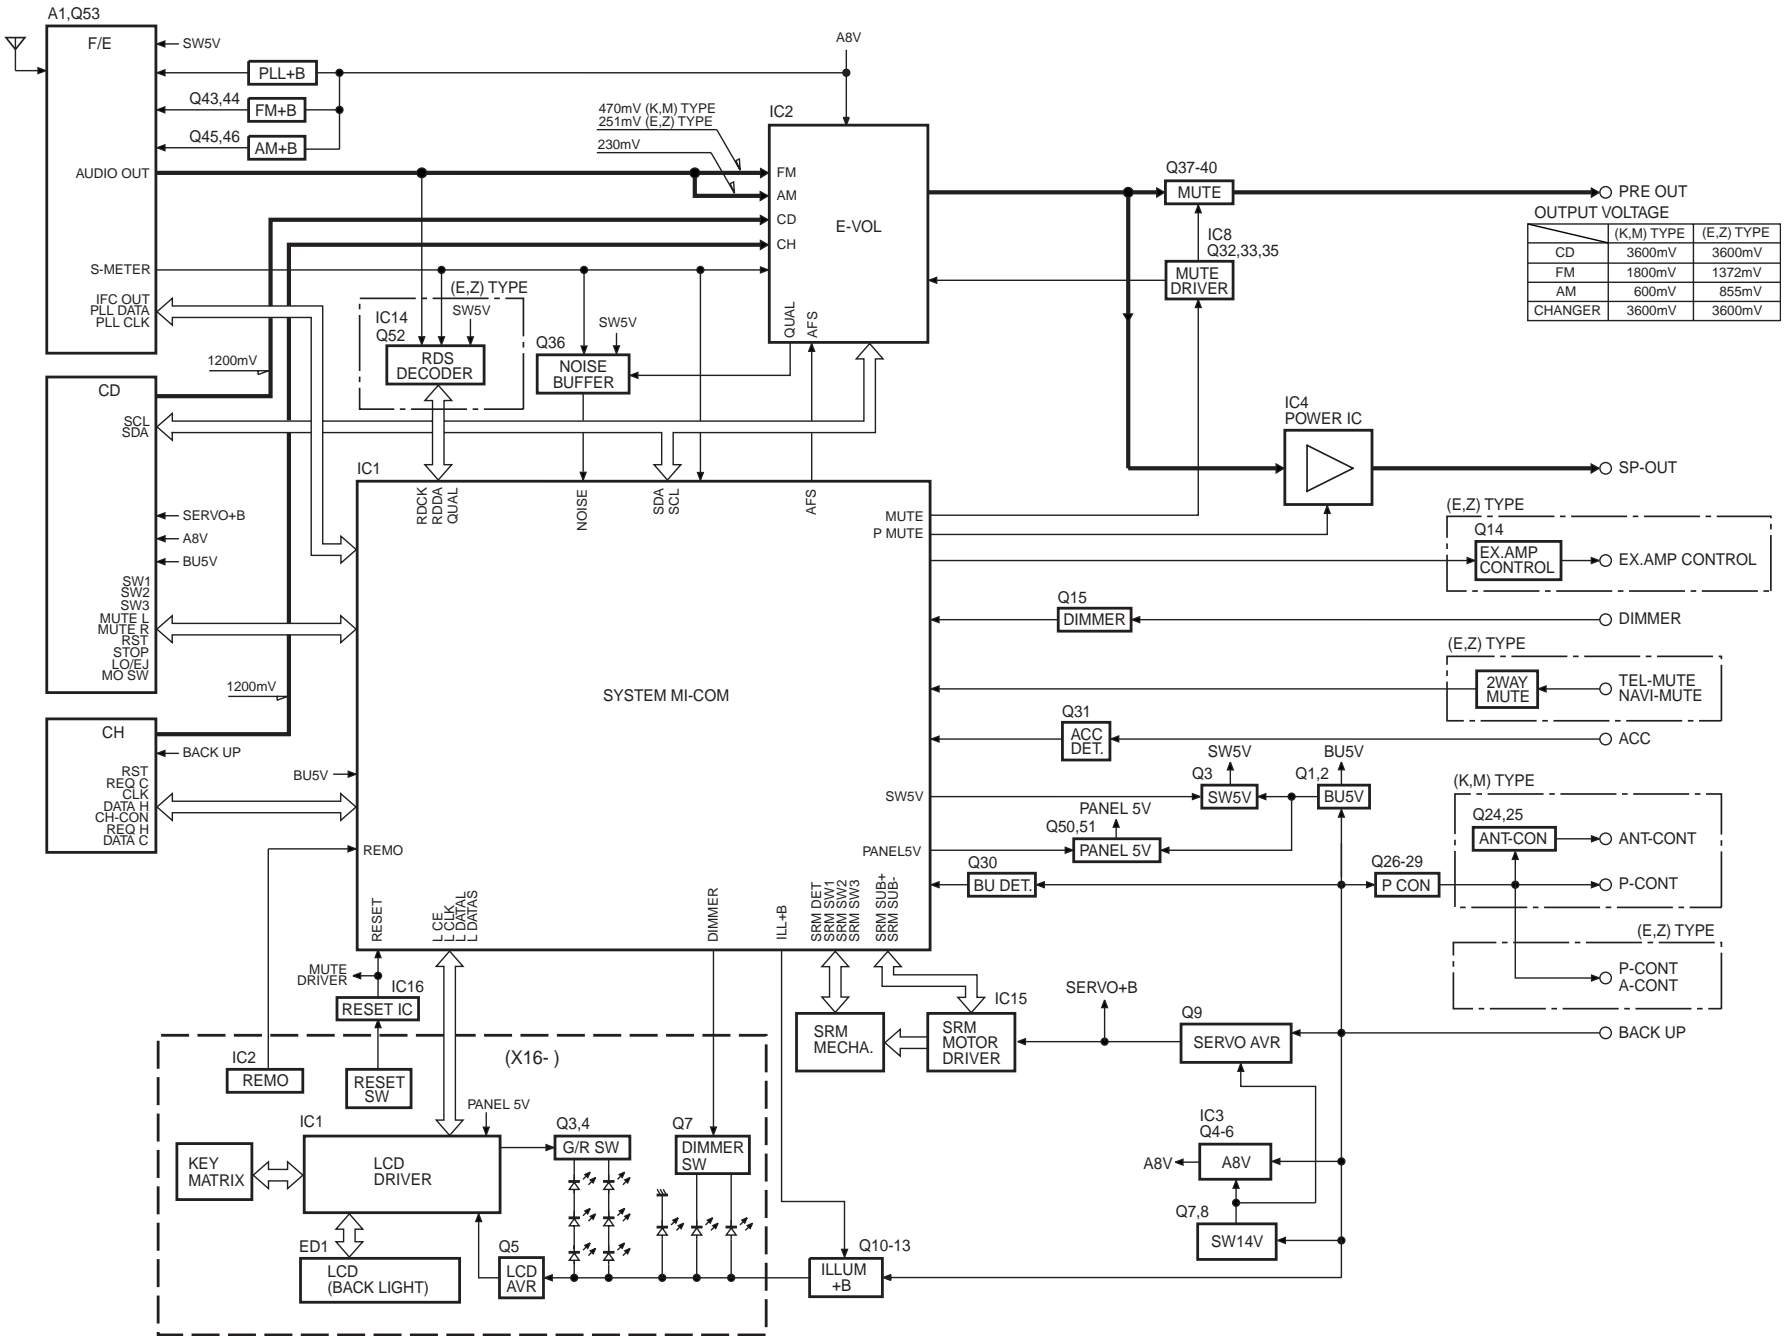 A1,Q53
F/E
SW5V
PLL+B
Q43,44
FM+B
Q45,46
AM+B
AUDIO OUT
S-METER
IFC OUT
PLL DATA
PLL CLK
A8V
470mV (K,M) TYPE
251mV (E,Z) TYPE
230mV
IC2
FM
AM
CD
CH
E-VOL
QUAL
AFS
Q37-40
MUTE
PRE OUT
OUTPUT VOLTAGE
(K,M) TYPE (E,Z) TYPE
CD 3600mV 3600mV
FM 1800mV 1372mV
AM 600mV 855mV
CHANGER 3600mV 3600mV
IC8
Q32,33,35
MUTE
DRIVER
(E,Z) TYPE
IC14
Q52
SW5V
RDS
DECODER
Q36
SW5V
NOISE
BUFFER
1200mV
CD
SCL
SDA
SERVO+B
A8V
BU5V
SW1
SW2
SW3
MUTE L
MUTE R
RST
STOP
LO/EJ
MO SW
1200mV
CH
BACK UP
RST
REQ C
CLK
DATA H
CH-CON
REQ H
DATA C
IC4
POWER IC
SP-OUT
IC1
RDCK
RDDA
QUAL
NOISE
SDA
SCL
AFS
MUTE
P MUTE
SYSTEM MI-COM
BU5V
REMO
SW5V
PANEL5V
RESET
L CE
L CLK
L DATAL
L DATAS
DIMMER
ILL+B
SRM DET
SRM SW1
SRM SW2
SRM SW3
SRM SUB+
SRM SUB-
(E,Z) TYPE
Q14
EX.AMP
CONTROL
EX.AMP CONTROL
Q15
DIMMER
DIMMER
(E,Z) TYPE
2WAY
MUTE
TEL-MUTE
NAVI-MUTE
Q31
ACC
DET.
ACC
SW5V
Q3
SW5V
BU5V
Q1,2
BU5V
PANEL 5V
Q50,51
PANEL 5V
Q30
BU DET.
(K,M) TYPE
Q24,25
ANT-CON
ANT-CONT
Q26-29
P CON
P-CONT
(E,Z) TYPE
P-CONT
A-CONT
BACK UP
MUTE
DRIVER
IC16
RESET IC
SERVO+B
IC15
SRM
MECHA.
SRM
MOTOR
DRIVER
Q9
SERVO AVR
IC3
Q4-6
A8V
A8V
Q7,8
SW14V
(X16- )
IC2
REMO
RESET
SW
PANEL 5V
IC1
LCD
DRIVER
KEY
MATRIX
Q3,4
G/R SW
Q7
DIMMER
SW
ED1
LCD
(BACK LIGHT)
Q5
LCD
AVR
Q10-13
ILLUM
+B